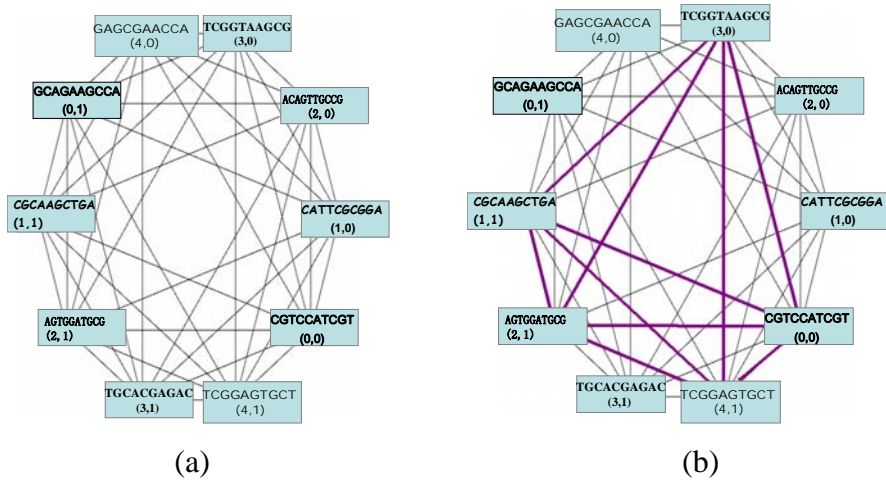 GAGCGAACCA
(4,0)
TCGGTAAGCG
(3,0)
GCAGAAGCCA
(0,1)
ACAGTTGCCG
(2, 0)
CGCAAGCTGA
(1,1)
CATTCGCGGA
(1,0)
AGTGGATGCG
(2, 1)
CGTCCATCGT
(0,0)
TGCACGAGAC
(3,1)
TCGGAGTGCT
(4,1)
(a)
GAGCGAACCA
(4,0)
TCGGTAAGCG
(3,0)
GCAGAAGCCA
(0,1)
ACAGTTGCCG
(2, 0)
CGCAAGCTGA
(1,1)
CATTCGCGGA
(1,0)
AGTGGATGCG
(2, 1)
CGTCCATCGT
(0,0)
TGCACGAGAC
(3,1)
TCGGAGTGCT
(4,1)
(b)